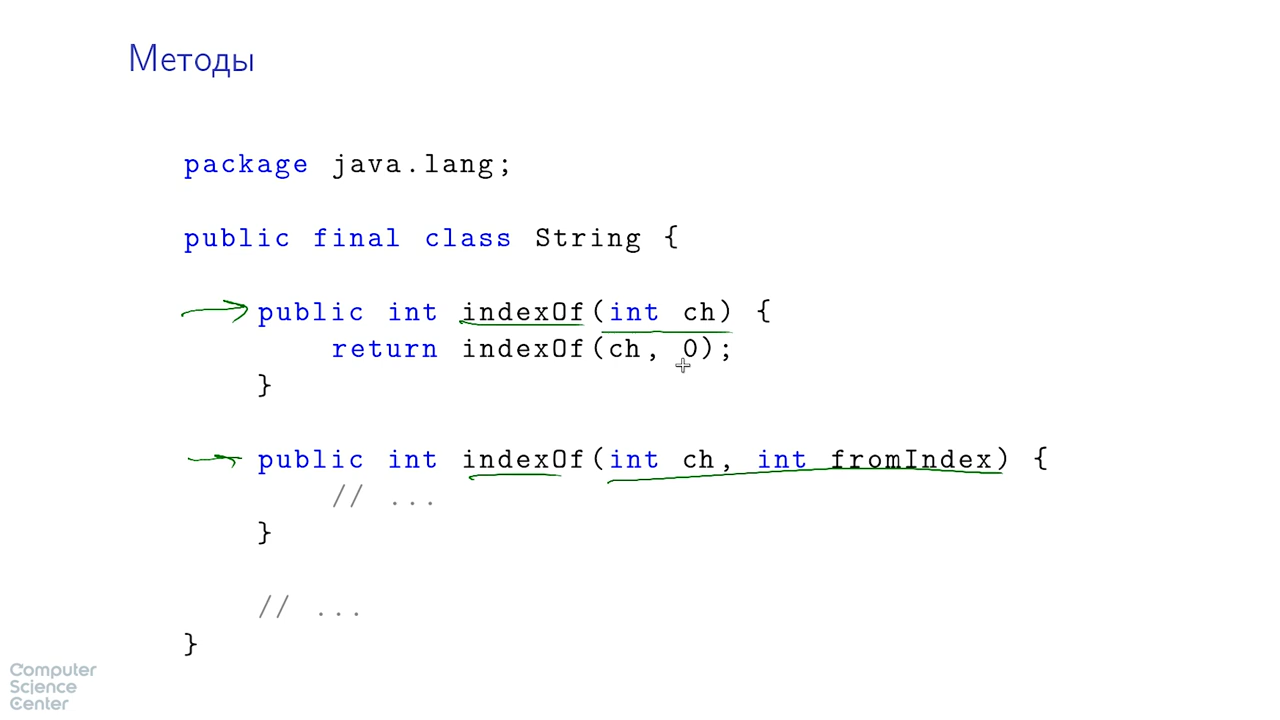 Методы
package java.lang;
public final class String {
public int indexOf(int ch) {
return indexOf(ch, 0);
}
public int indexOf(int ch, int fromIndex) {
// ...
}
// ...
}
Computer
Science
Center